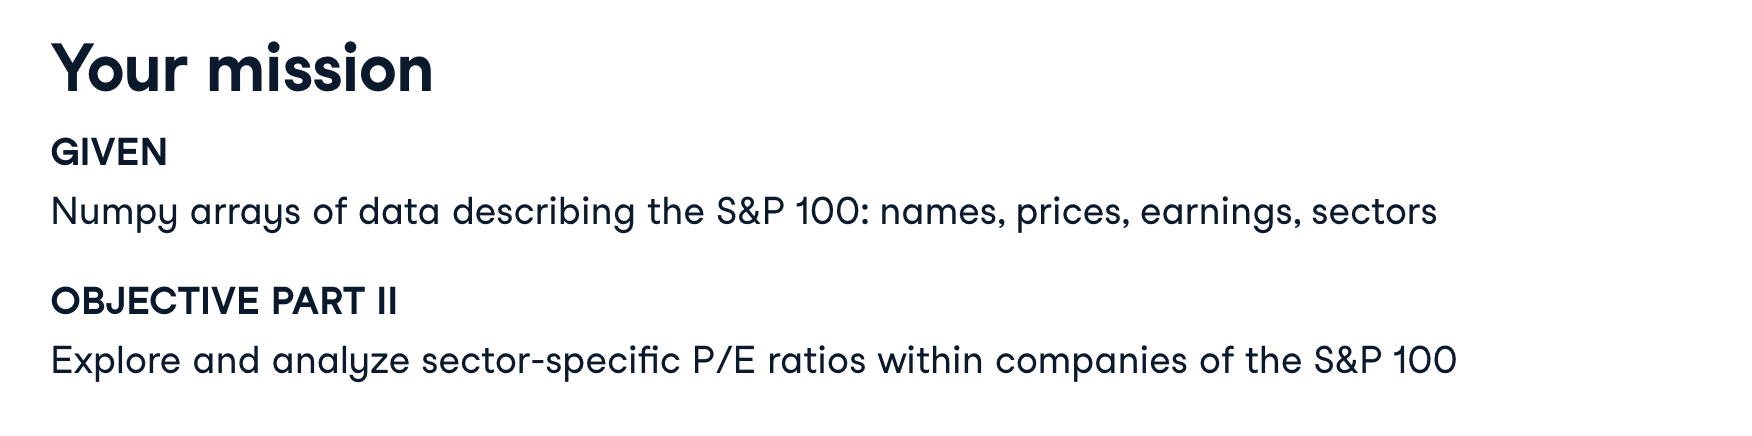 Your mission
GIVEN
Numpy arrays of data describing the S&P 100: names, prices, earnings, sectors
OBJECTIVE PART II
Explore and analyze sector-specific P/E ratios within companies of the S&P 100